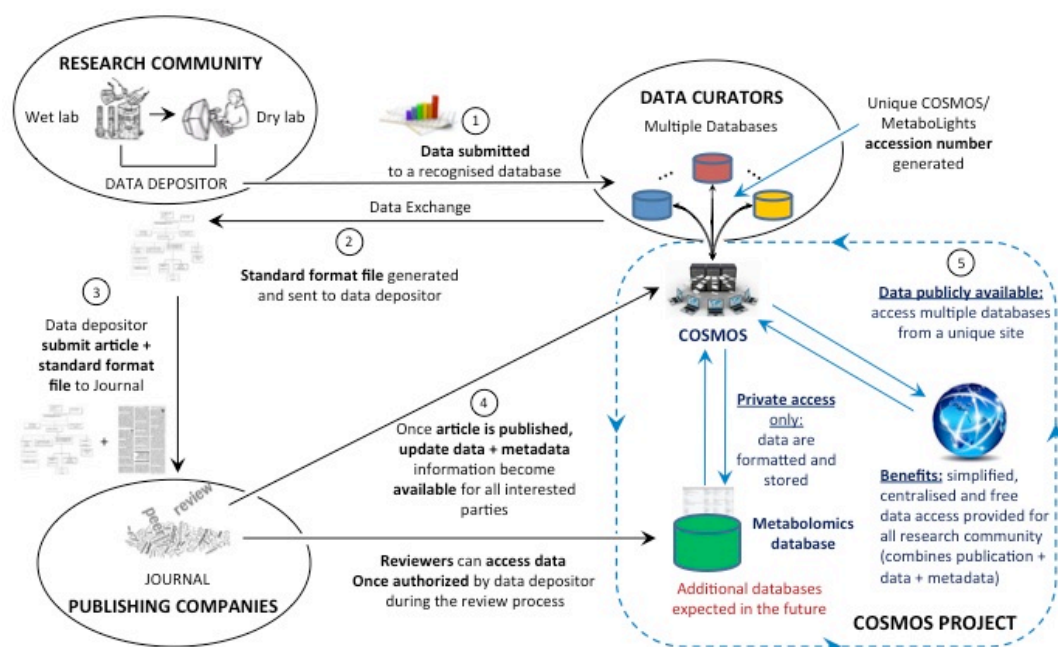 RESEARCH COMMUNITY
Wet lab
Dry lab
DATA DEPOSITOR
1
Data submitted
to a recognised database
DATA CURATORS
Multiple Databases
...
...
Unique COSMOS/
MetaboLights
accession number
generated
Data Exchange
2
Standard format file generated
and sent to data depositor
3
Data depositor
submit article +
standard format
file to Journal
+
COSMOS
5
Data publicly available:
access multiple databases
from a unique site
4
Once article is published,
update data + metadata
information become
available for all interested
parties
Private access
only:
data are
formatted and
stored
Benefits: simplified,
centralised and free
data access provided for
all research community
(combines publication +
data + metadata)
peer
review
JOURNAL
PUBLISHING COMPANIES
Reviewers can access data
Once authorized by data depositor
during the review process
Metabolomics
database
Additional databases
expected in the future
COSMOS PROJECT